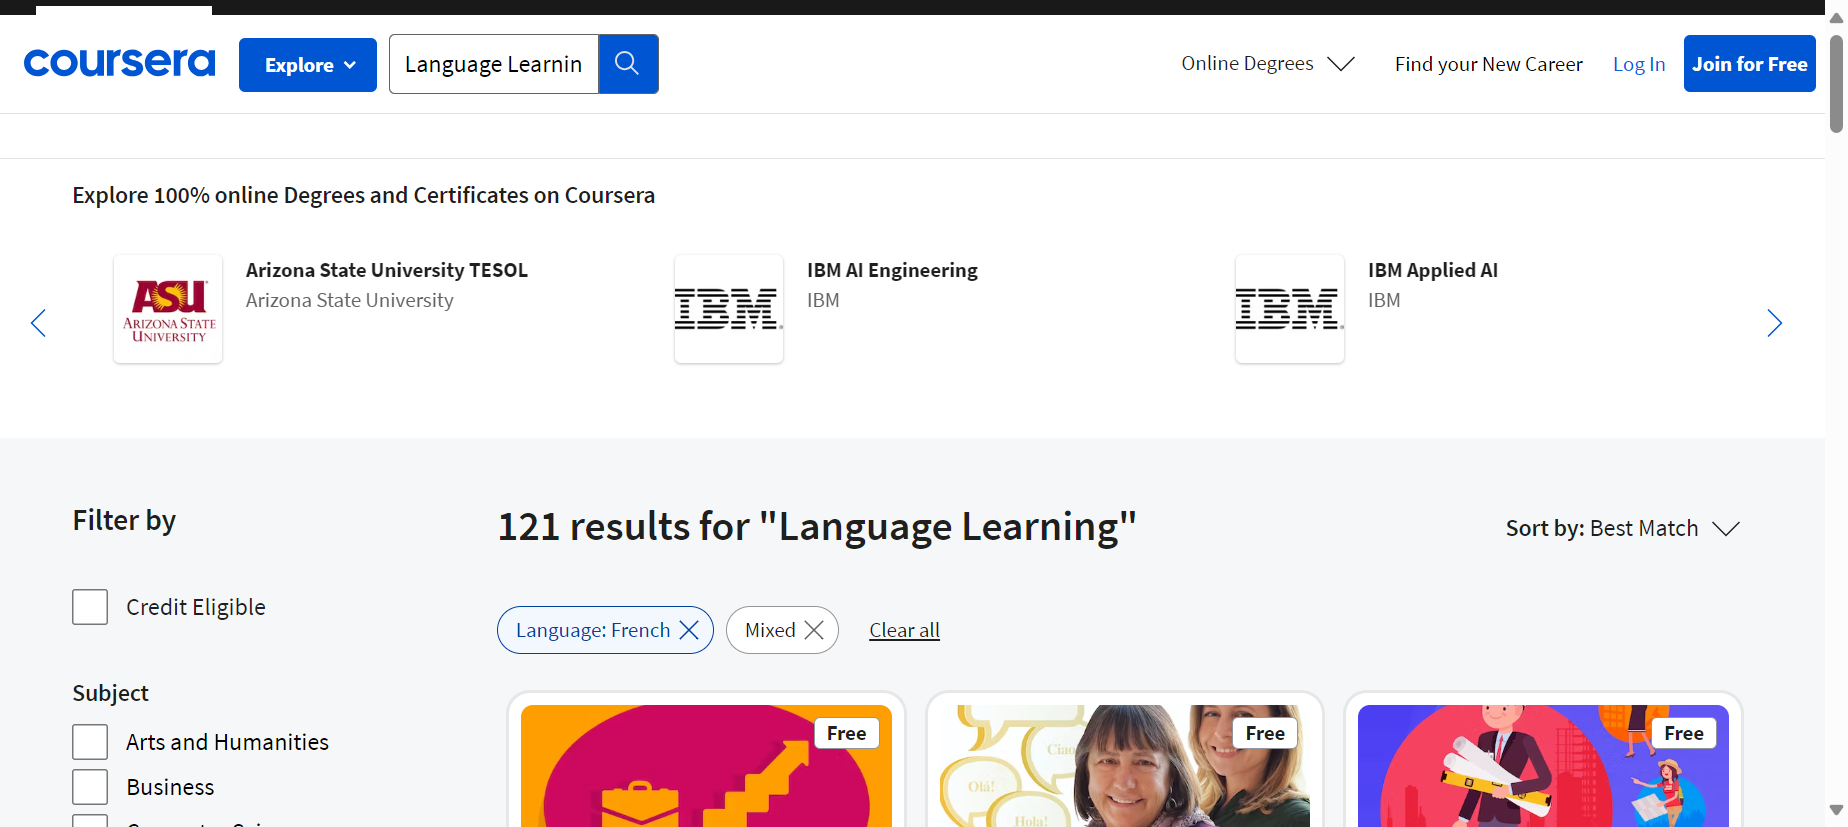 coursera
Explore
Language Learnin
Online Degrees
Find your New Career
Log In
Join for Free
Explore 100% online Degrees and Certificates on Coursera
ASU
ARIZONA STATE
UNIVERSITY
Arizona State University TESOL
Arizona State University
IBM
IBM AI Engineering
IBM
IBM
IBM Applied AI
IBM
Filter by
121 results for "Language Learning"
Sort by: Best Match
Credit Eligible
Language: French
Mixed
Clear all
Subject
Arts and Humanities
Business
Free
Free
Ciao
Olá!
Hola!
Free